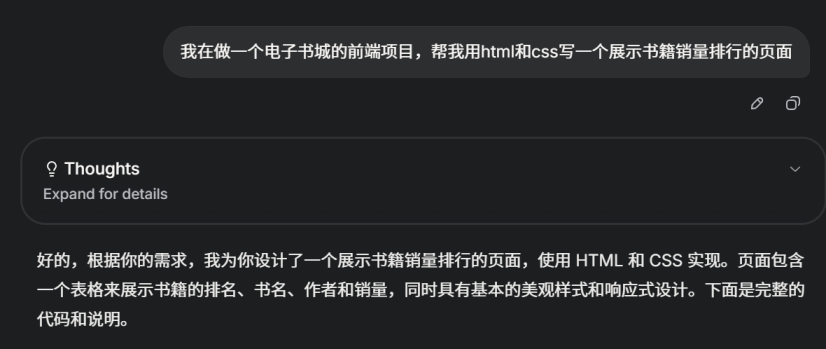 我在做一个电子书城的前端项目，帮我用html和css写一个展示书籍销量排行的页面
Thoughts
Expand for details
好的，根据你的需求，我为你设计了一个展示书籍销量排行的页面，使用 HTML 和 CSS 实现。页面包含
一个表格来展示书籍的排名、书名、作者和销量，同时具有基本的美观样式和响应式设计。下面是完整的
代码和说明。